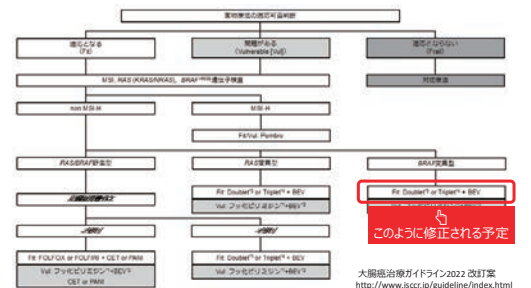 薬物療法の適応可否判断
適応となる
(Fit)
問題がある
(Vulnerable [Vul])
適応とならない
(Frail)
MSI, RAS (KRAS/NRAS), BRAF 遺伝子検査
対症療法
non MSI-H
MSI-H
Fit/Vul: Pembro
RAS/BRAF野生型
RAS変異型
BRAF変異型
Fit: Doublet or Triplet + BEV
Vul: フッ化ピリミジン+BEV
Fit: Doublet or Triplet + BEV
このように修正される予定
Fit: FOLFOX or FOLFIRI + CET or PANI
Vul: フッ化ピリミジン+BEV
CET or PANI
Fit: Doublet or Triplet + BEV
Vul: フッ化ピリミジン+BEV
大腸癌治療ガイドライン2022 改訂案
http://www.jsccr.jp/guideline/index.html